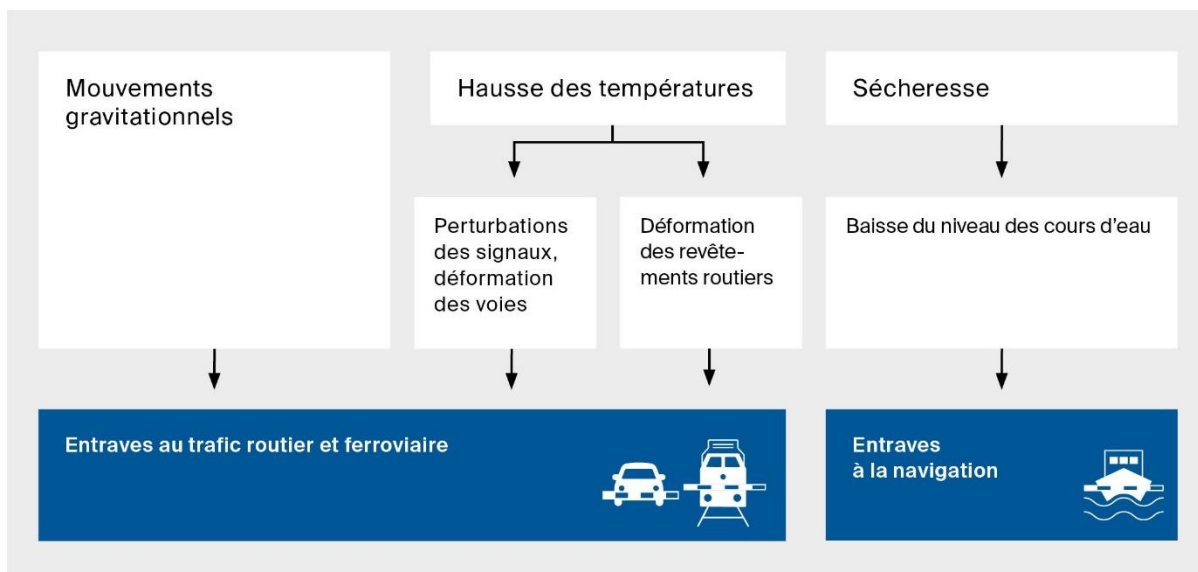 Mouvements
gravitationnels
Hausse des températures
Sécheresse
Perturbations
des signaux,
déformation
des voies
Déformation
des revête-
ments routiers
Baisse du niveau des cours d’eau
Entraves au trafic routier et ferroviaire
Entraves
à la navigation